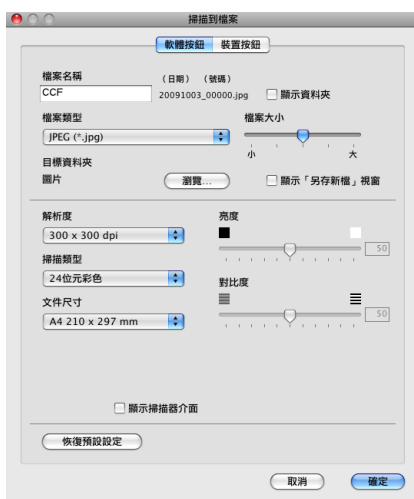 掃描到檔案
軟體按鈕 裝置按鈕
檔案名稱 （日期） （號碼）
CCF 20091003_00000.jpg 顯示資料夾
檔案類型 檔案大小
JPEG (*.jpg)
小 大
目標資料夾
圖片 瀏覽... 顯示「另存新檔」視窗
解析度 亮度
300 x 300 dpi 50
掃描類型
24位元彩色 對比度
文件尺寸
A4 210 x 297 mm 50
顯示掃描器介面
恢復預設設定
取消 確定